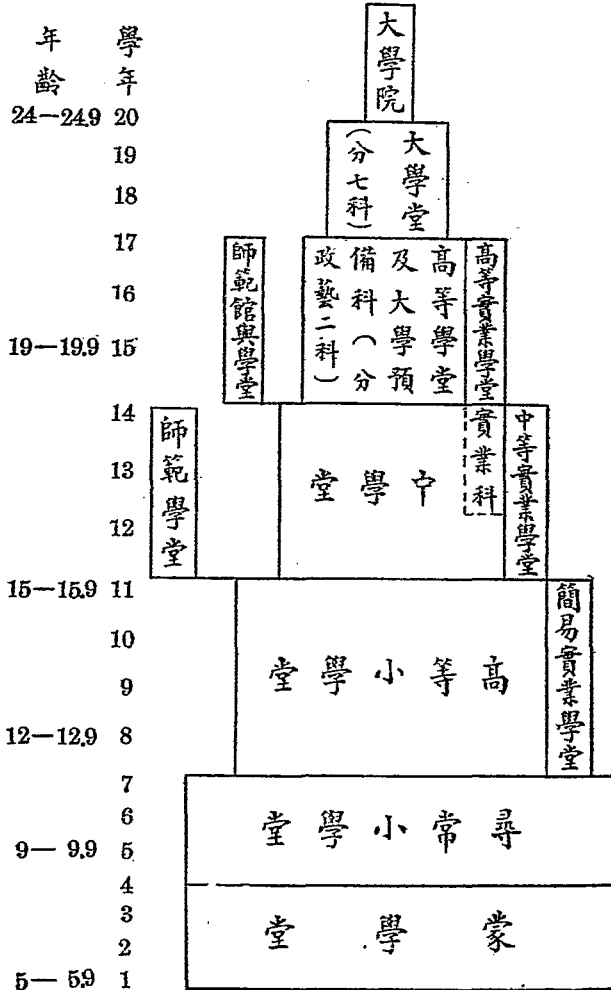 年齡
學年
24—24.9 20
19
18
17
16
19—19.9 15
14
13
12
15—15.9 11
10
9
12—12.9 8
7
6
9— 9.9 5
4
3
2
5— 5.9 1
大學院
大學堂
(分七科)
師範館與學堂
高等學堂
及大學預
備科(分
政藝二科)
高等實業學堂
師範學堂
中學堂
實業科
中等實業學堂
高等小學堂
簡易實業學堂
尋常小學堂
蒙學堂